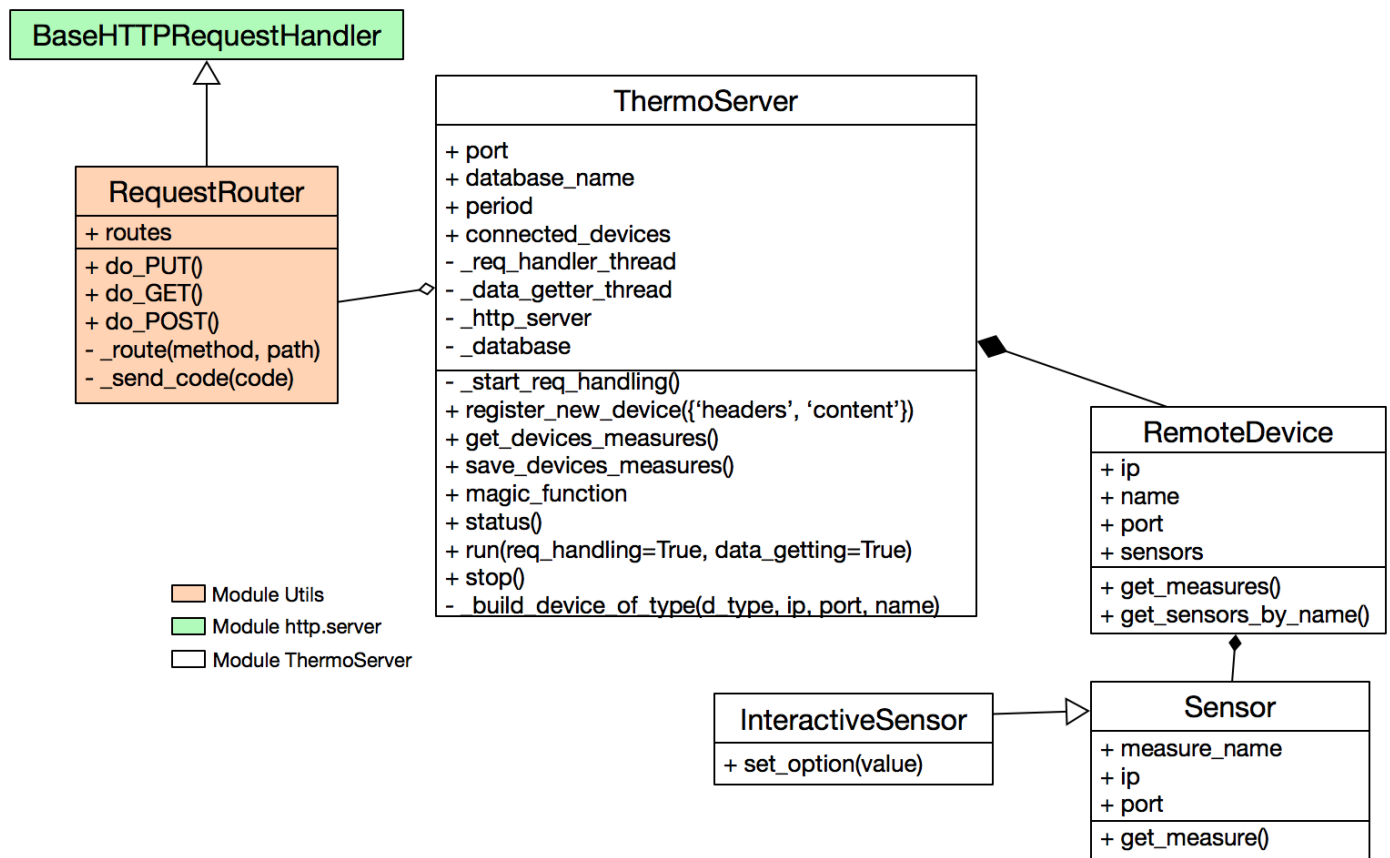 BaseHTTPRequestHandler
RequestRouter
+ routes
+ do_PUT()
+ do_GET()
+ do_POST()
- _route(method, path)
- _send_code(code)
ThermoServer
+ port
+ database_name
+ period
+ connected_devices
- _req_handler_thread
- _data_getter_thread
- _http_server
- _database
- _start_req_handling()
+ register_new_device({‘headers’, ‘content’})
+ get_devices_measures()
+ save_devices_measures()
+ magic_function
+ status()
+ run(req_handling=True, data_getting=True)
+ stop()
- _build_device_of_type(d_type, ip, port, name)
RemoteDevice
+ ip
+ name
+ port
+ sensors
+ get_measures()
+ get_sensors_by_name()
Module Utils
Module http.server
Module ThermoServer
InteractiveSensor
+ set_option(value)
Sensor
+ measure_name
+ ip
+ port
+ get_measure()